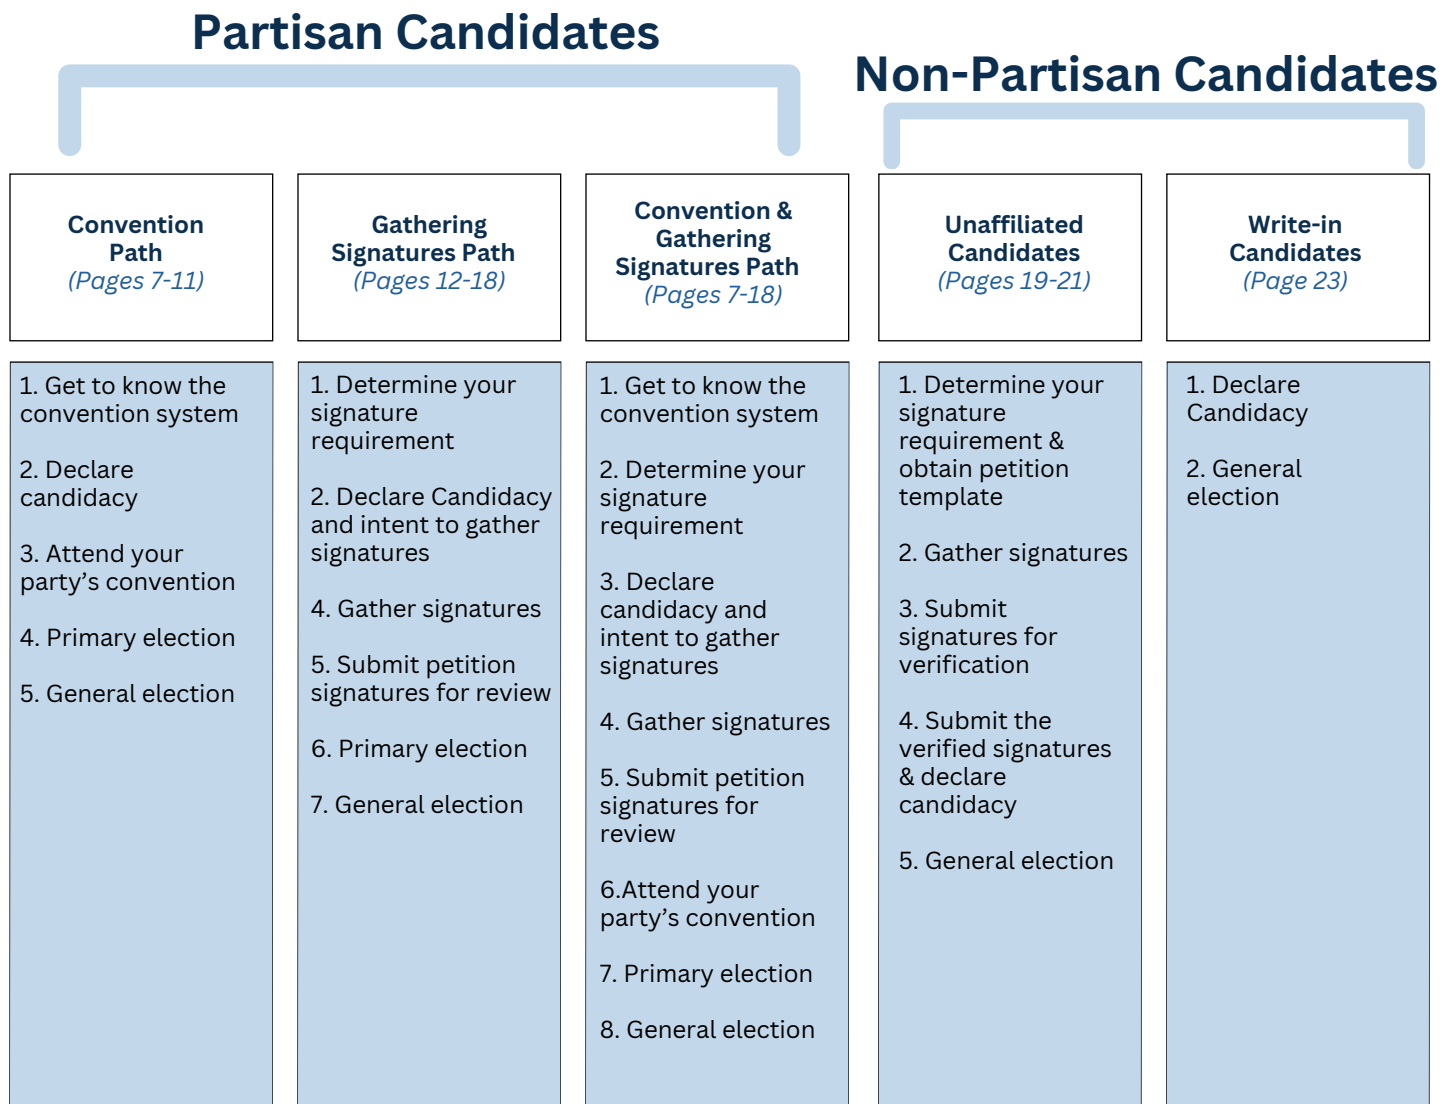 Partisan Candidates
Non-Partisan Candidates
Convention
Path
(Pages 7-11)
Gathering
Signatures Path
(Pages 12-18)
Convention &
Gathering
Signatures Path
(Pages 7-18)
Unaffiliated
Candidates
(Pages 19-21)
Write-in
Candidates
(Page 23)
1. Get to know the
convention system
2. Declare
candidacy
3. Attend your
party’s convention
4. Primary election
5. General election
1. Determine your
signature
requirement
2. Declare Candidacy
and intent to gather
signatures
4. Gather signatures
5. Submit petition
signatures for review
6. Primary election
7. General election
1. Get to know the
convention system
2. Determine your
signature
requirement
3. Declare
candidacy and
intent to gather
signatures
4. Gather signatures
5. Submit petition
signatures for
review
6.Attend your
party’s convention
7. Primary election
8. General election
1. Determine your
signature
requirement &
obtain petition
template
2. Gather signatures
3. Submit
signatures for
verification
4. Submit the
verified signatures
& declare
candidacy
5. General election
1. Declare
Candidacy
2. General
election